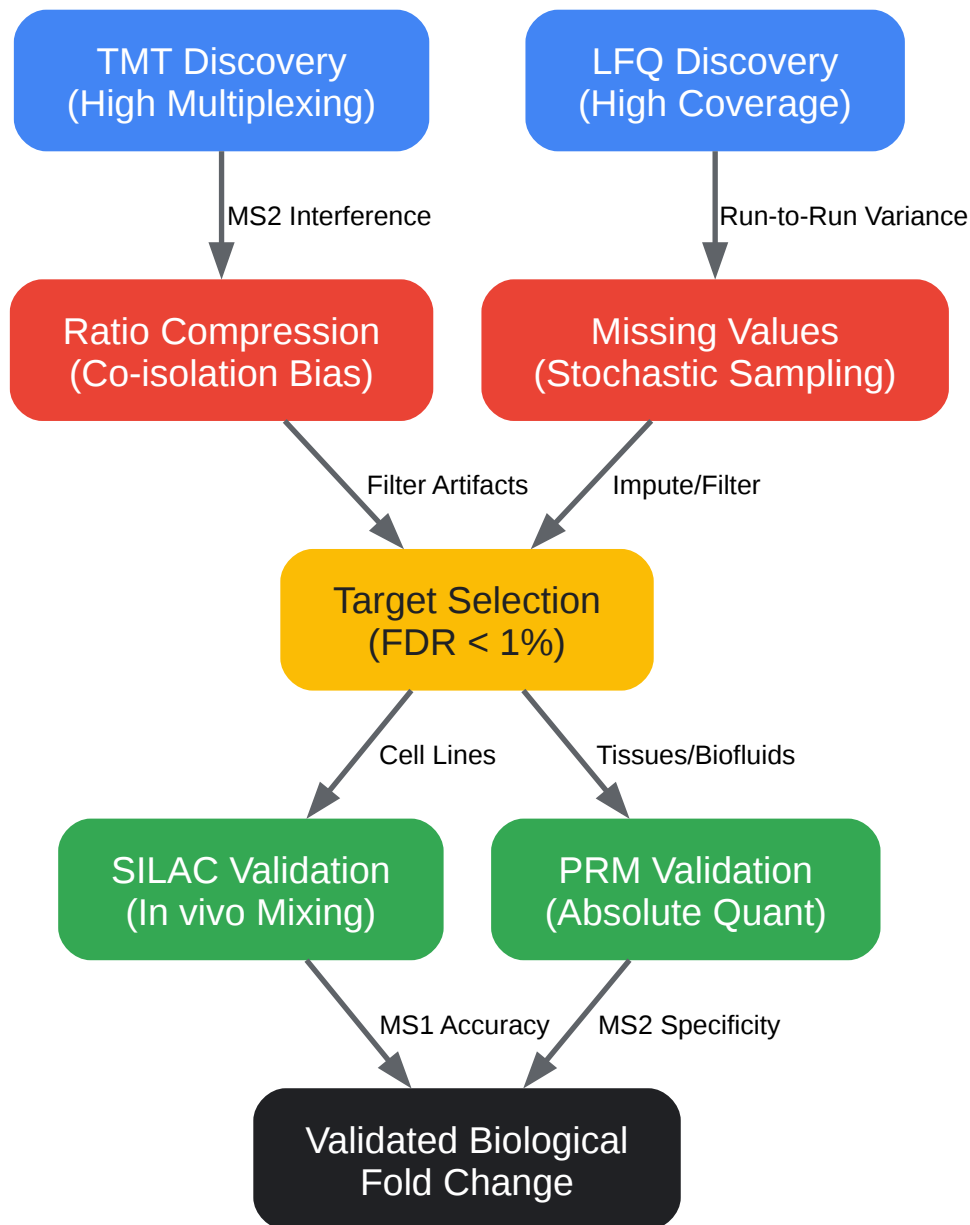 TMT Discovery
(High Multiplexing)
LFQ Discovery
(High Coverage)
MS2 Interference
Run-to-Run Variance
Ratio Compression
(Co-isolation Bias)
Missing Values
(Stochastic Sampling)
Filter Artifacts
Impute/Filter
Target Selection
(FDR < 1%)
Cell Lines
Tissues/Biofluids
SILAC Validation
(In vivo Mixing)
PRM Validation
(Absolute Quant)
MS1 Accuracy
MS2 Specificity
Validated Biological
Fold Change